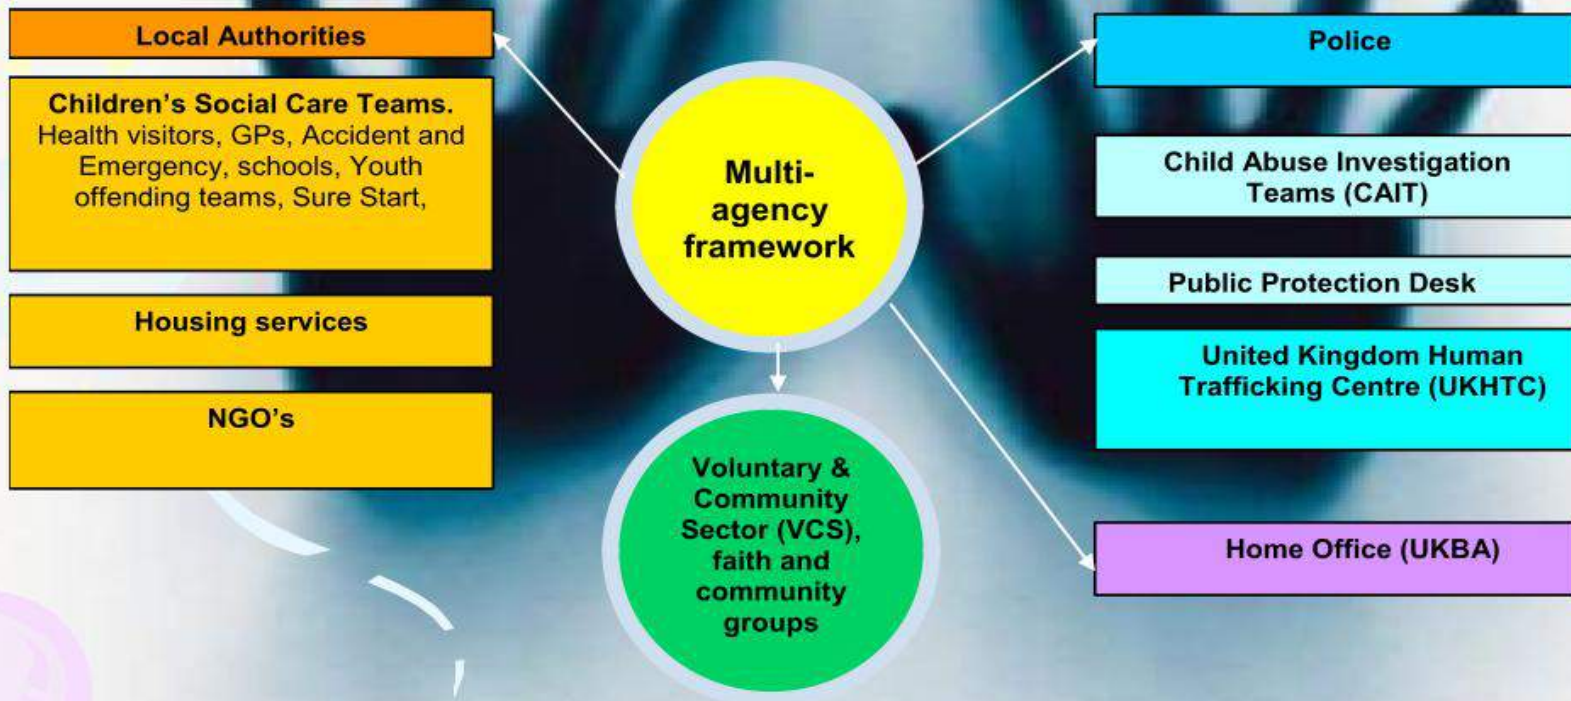 Local Authorities
Children's Social Care Teams.
Health visitors, GPs, Accident and
Emergency, schools, Youth
offending teams, Sure Start,
Housing services
NGO's
Multi-
agency
framework
Voluntary &
Community
Sector (VCS),
faith and
community
groups
Police
Child Abuse Investigation
Teams (CAIT)
Public Protection Desk
United Kingdom Human
Trafficking Centre (UKHTC)
Home Office (UKBA)